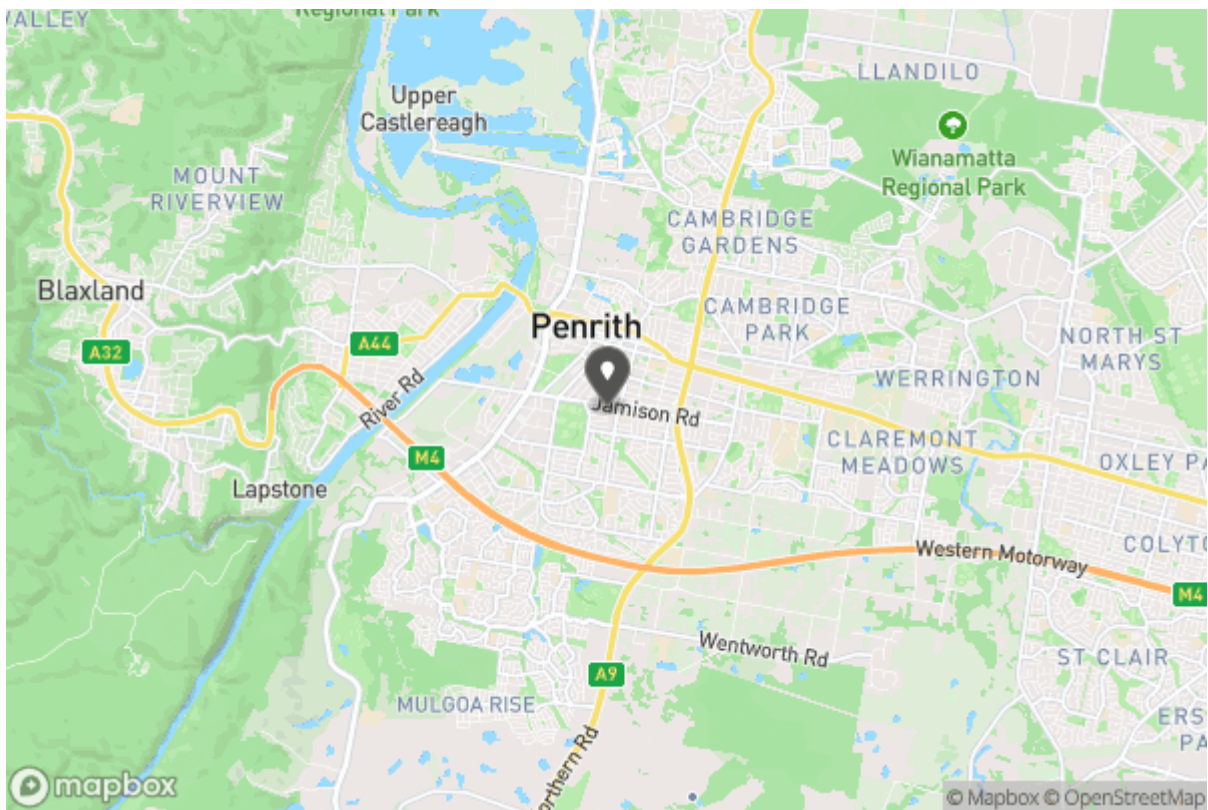 VALLEY
Regional Park
LLANDILO
Upper
Castlereagh
Wianamatta
Regional Park
MOUNT
RIVERVIEW
CAMBRIDGE
GARDENS
Blaxland
Penrith
CAMBRIDGE
PARK
NORTH ST
MARYS
A32
A44
WERRINGTON
River Rd
Jamison Rd
CLAREMONT
MEADOWS
M4
OXLEY PA
Lapstone
COLYTO
Western Motorway
M4
Wentworth Rd
ST CLAIR
A9
MULGOA RISE
ERS
PA
orthern Rd
mapbox
© Mapbox © OpenStreetMap